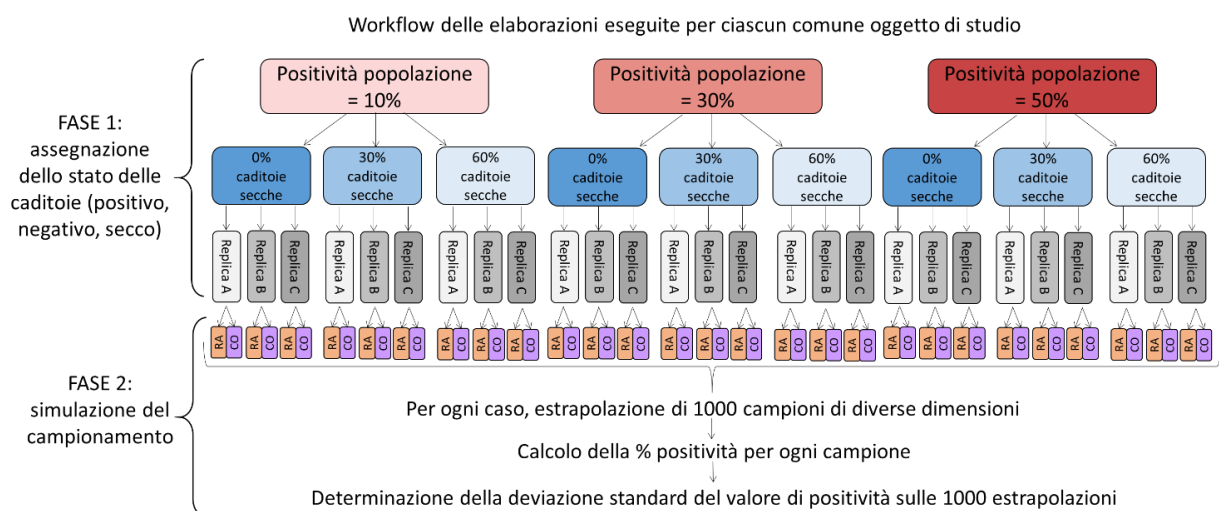 Workflow delle elaborazioni eseguite per ciascun comune oggetto di studio
FASE 1:
assegnazione
dello stato delle
caditoie (positivo,
negativo, secco)
Positività popolazione
= 10%
Positività popolazione
= 30%
Positività popolazione
= 50%
0%
caditoie
secche
30%
caditoie
secche
60%
caditoie
secche
0%
caditoie
secche
30%
caditoie
secche
60%
caditoie
secche
0%
caditoie
secche
30%
caditoie
secche
60%
caditoie
secche
Replica A
Replica B
Replica C
Replica A
Replica B
Replica C
Replica A
Replica B
Replica C
Replica A
Replica B
Replica C
Replica A
Replica B
Replica C
Replica A
Replica B
Replica C
Replica A
Replica B
Replica C
Replica A
Replica B
Replica C
Replica A
Replica B
Replica C
RA
CO
RA
CO
RA
CO
RA
CO
RA
CO
RA
CO
RA
CO
RA
CO
RA
CO
RA
CO
RA
CO
RA
CO
RA
CO
RA
CO
RA
CO
RA
CO
RA
CO
RA
CO
RA
CO
RA
CO
RA
CO
RA
CO
RA
CO
RA
CO
RA
CO
RA
CO
RA
CO
FASE 2:
simulazione del
campionamento
Per ogni caso, estrapolazione di 1000 campioni di diverse dimensioni
Calcolo della % positività per ogni campione
Determinazione della deviazione standard del valore di positività sulle 1000 estrapolazioni